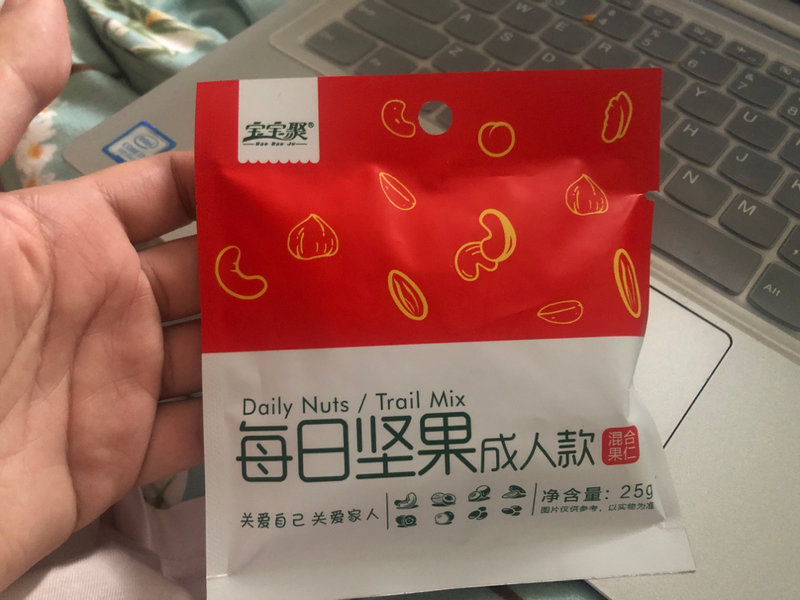 宝宝聚®
Bao Bao Ju
Daily Nuts / Trail Mix
每日坚果成人款
混合
果仁
关爱自己 关爱家人
净含量：25g
图片仅供参考，以实物为准
Alt